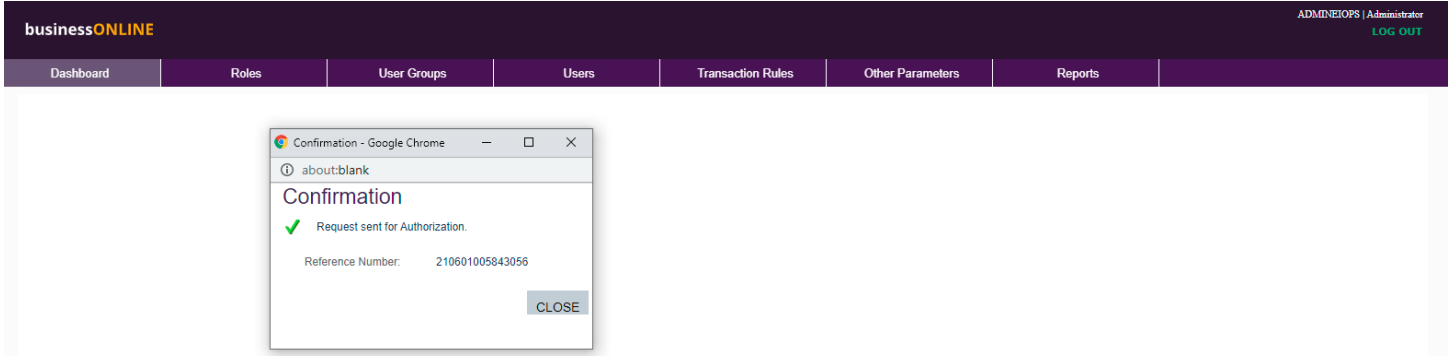 ADMINEIOPS | Administrator
businessONLINE
LOG OUT
Dashboard Roles User Groups Users Transaction Rules Other Parameters Reports
Confirmation - Google Chrome
about:blank
Confirmation
Request sent for Authorization.
Reference Number: 210601005843056
CLOSE